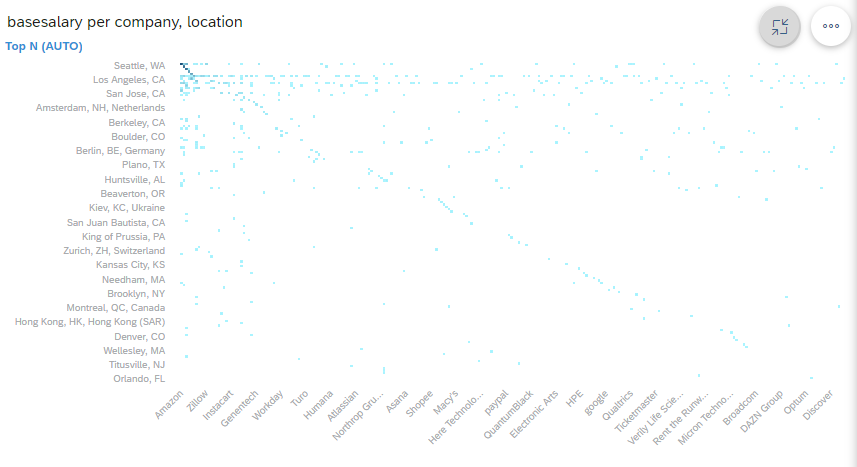 basesalary per company, location
Top N (AUTO)
Seattle, WA
Los Angeles, CA
San Jose, CA
Amsterdam, NH, Netherlands
Berkeley, CA
Boulder, CO
Berlin, BE, Germany
Plano, TX
Huntsville, AL
Beaverton, OR
Kiev, KC, Ukraine
San Juan Bautista, CA
King of Prussia, PA
Zurich, ZH, Switzerland
Kansas City, KS
Needham, MA
Brooklyn, NY
Montreal, QC, Canada
Hong Kong, HK, Hong Kong (SAR)
Denver, CO
Wellesley, MA
Titusville, NJ
Orlando, FL
Amazon
Zillow
Instacart
Genentech
Workday
Turo
Humana
Atlassian
Northrop Gru...
Asana
Shopee
Macy's
Here Technolo...
paypal
QuantumBlack
Electronic Arts
HPE
google
Qualtrics
Ticketmaster
Verily Life Scie...
Rent the Runw...
Micron Techno...
Broadcom
DAZN Group
Optum
Discover